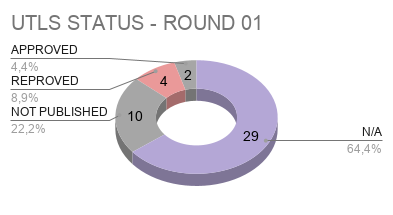 UTLS STATUS - ROUND 01
APPROVED
4,4%
REPROVED
8,9%
NOT PUBLISHED
22,2%
2
4
10
29
N/A
64,4%